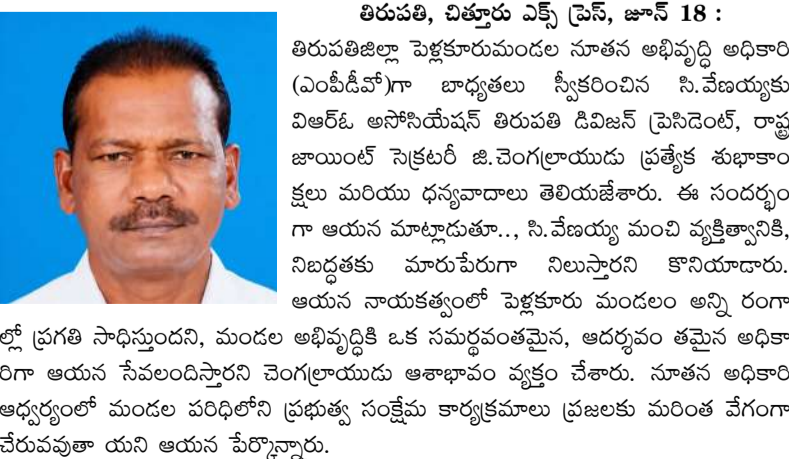 తిరుపతి, చిత్తూరు ఎక్స్ ప్రెస్, జూన్ 18 :
తిరుపతిజిల్లా పెళ్లకూరుమండల నూతన అభివృద్ధి అధికారి
(ఎంపీడీవో)గా బాధ్యతలు స్వీకరించిన సి.వేణయ్యకు
విఆర్ఓ అసోసియేషన్ తిరుపతి డివిజన్ ప్రెసిడెంట్, రాష్ట్ర
జాయింట్ సెక్రటరీ జి.చెంగల్రాయుడు ప్రత్యేక శుభాకాం
క్షలు మరియు ధన్యవాదాలు తెలియజేశారు. ఈ సందర్భం
గా ఆయన మాట్లాడుతూ.., సి.వేణయ్య మంచి వ్యక్తిత్వానికి,
నిబద్ధతకు మారుపేరుగా నిలుస్తారని కొనియాడారు.
ఆయన నాయకత్వంలో పెళ్లకూరు మండలం అన్ని రంగా
ల్లో ప్రగతి సాధిస్తుందని, మండల అభివృద్ధికి ఒక సమర్థవంతమైన, ఆదర్శవం తమైన అధికా
రిగా ఆయన సేవలందిస్తారని చెంగల్రాయుడు ఆశాభావం వ్యక్తం చేశారు. నూతన అధికారి
ఆధ్వర్యంలో మండల పరిధిలోని ప్రభుత్వ సంక్షేమ కార్యక్రమాలు ప్రజలకు మరింత వేగంగా
చేరువవుతా యని ఆయన పేర్కొన్నారు.